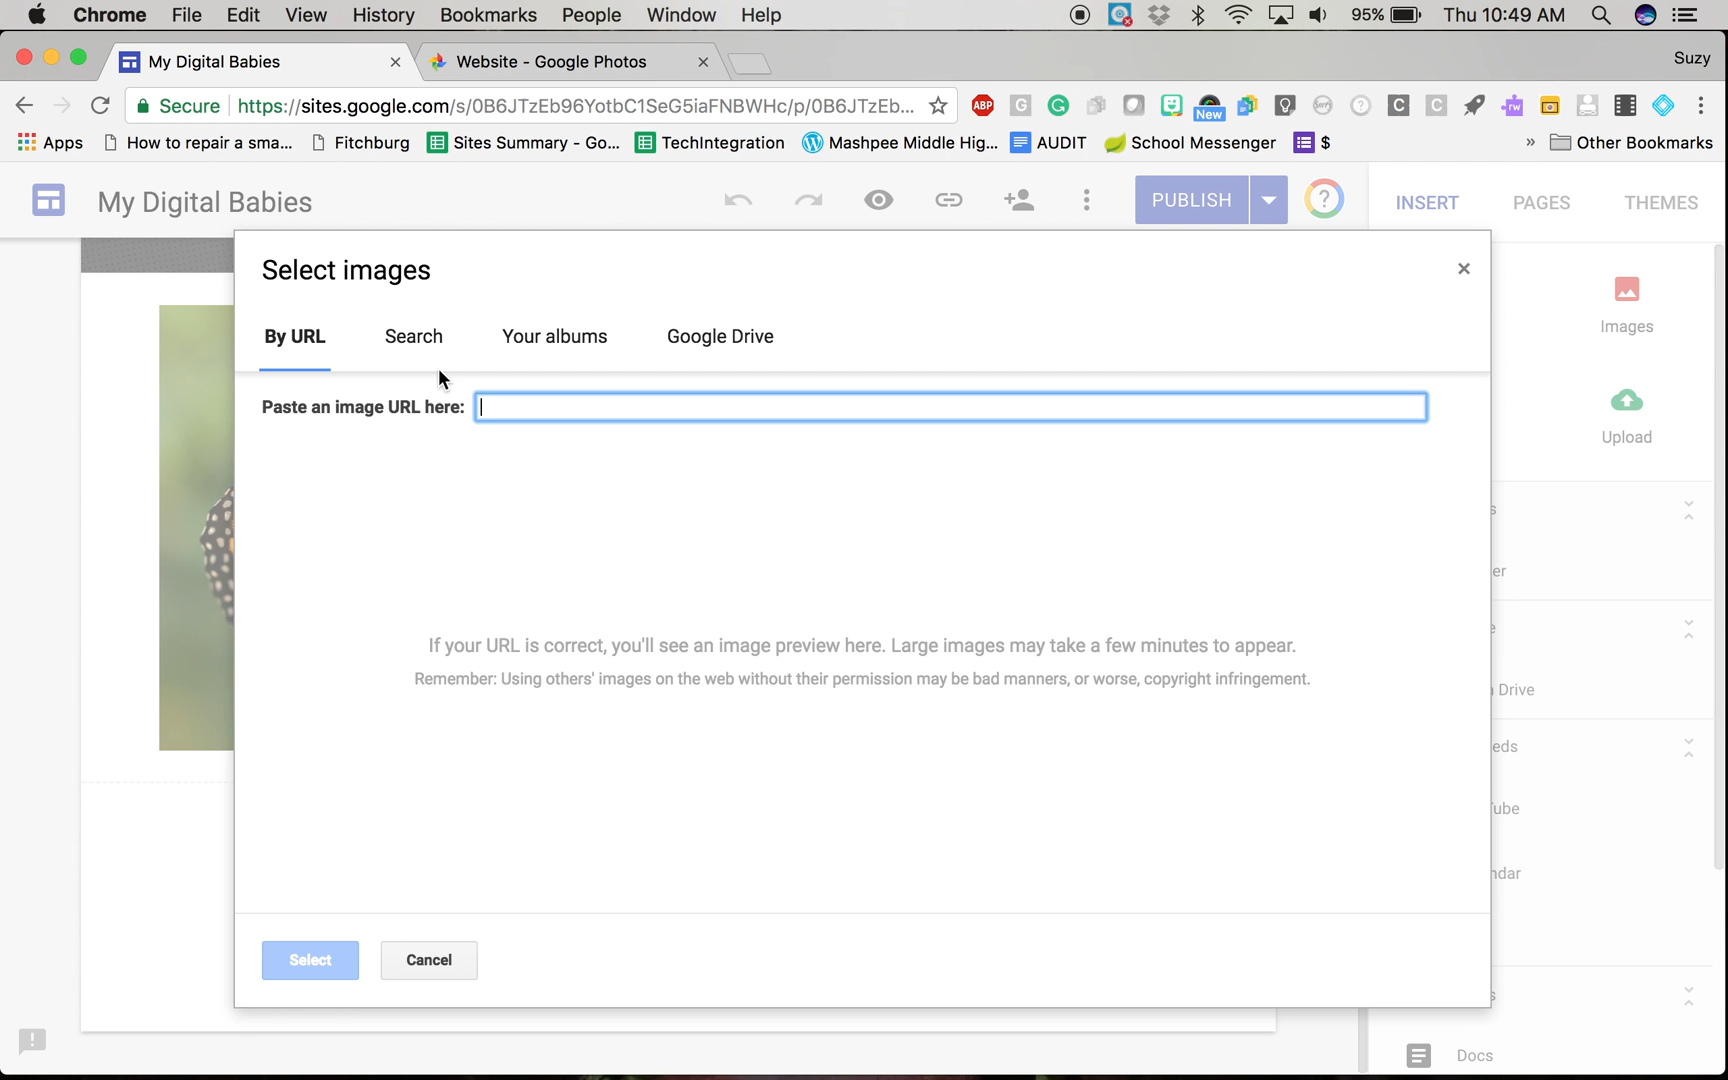 Chrome File Edit View History Bookmarks People Window Help 95% Thu 10:49 AM
My Digital Babies Website - Google Photos Suzy
Secure https://sites.google.com/s/0B6JTzEb96YotbC1SeG5iaFNBWHc/p/0B6JTzEb... ABP G G New C C rw
Apps How to repair a sma... Fitchburg Sites Summary - Go... TechIntegration Mashpee Middle Hig... AUDIT School Messenger $ » Other Bookmarks
My Digital Babies PUBLISH ? INSERT PAGES THEMES
Select images
Images
By URL Search Your albums Google Drive
Paste an image URL here:
Upload
s
er
e
If your URL is correct, you'll see an image preview here. Large images may take a few minutes to appear.
Remember: Using others' images on the web without their permission may be bad manners, or worse, copyright infringement.
Drive
eds
ube
ndar
Select Cancel
s
Docs